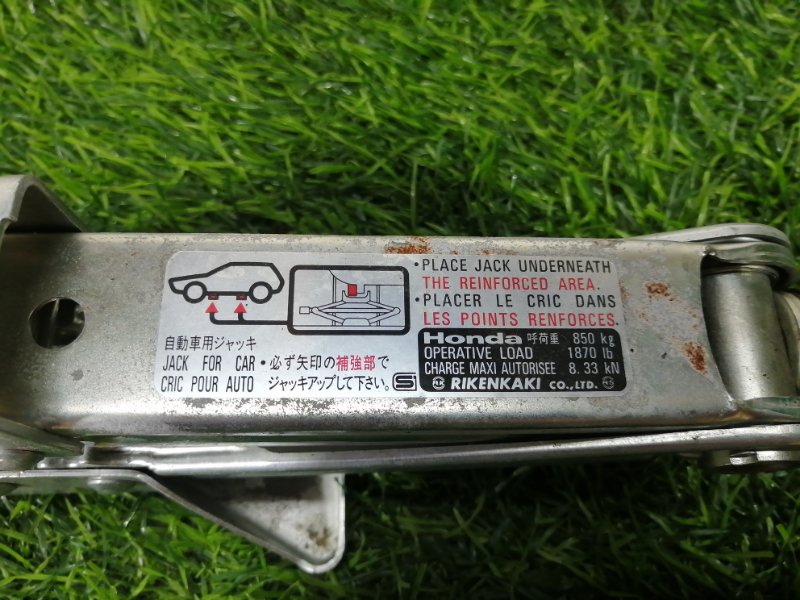 自動車用ジャッキ
JACK FOR CAR
CRIC POUR AUTO
・必ず矢印の補強部で
ジャッキアップして下さい。
・PLACE JACK UNDERNEATH
THE REINFORCED AREA.
・PLACER LE CRIC DANS
LES POINTS RENFORCES.
Honda 呼荷重 850 kg
OPERATIVE LOAD 1870 lb
CHARGE MAXI AUTORISEE 8.33 kN
RIKENKAKI CO.,LTD.